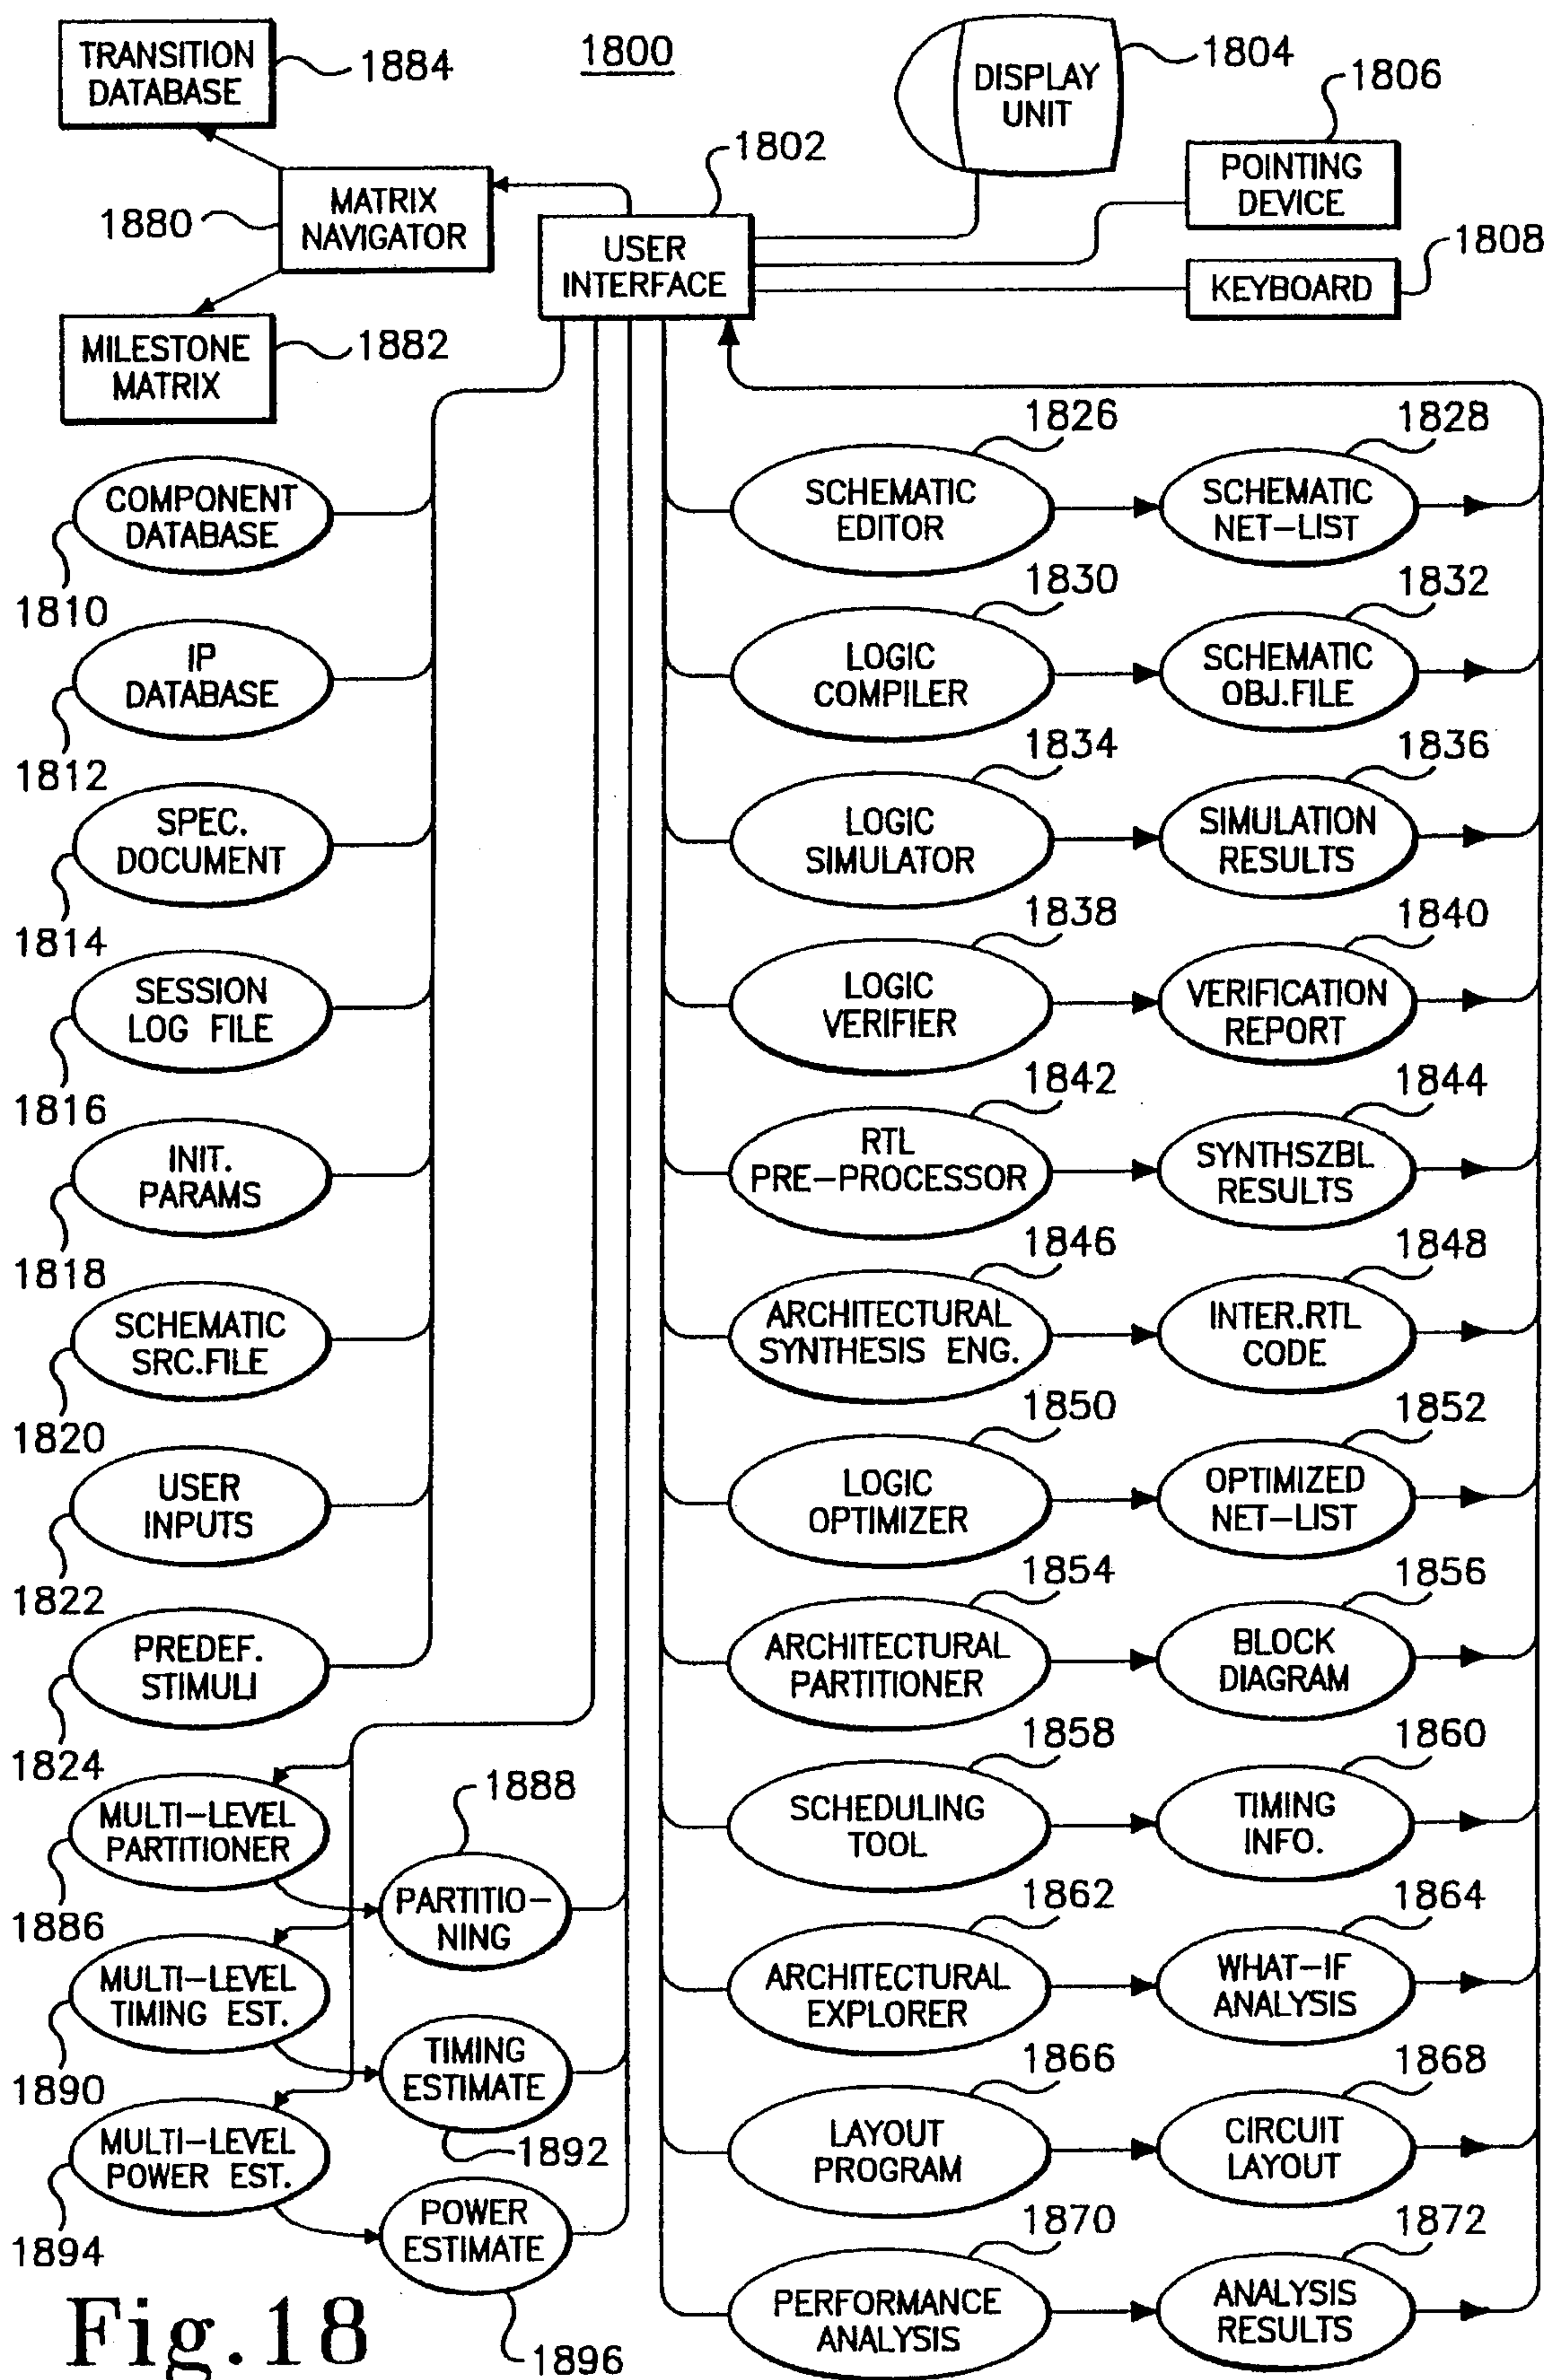 TRANSITION
DATABASE
1884
1800
DISPLAY
UNIT
1804
1806
POINTING
DEVICE
1802
MATRIX
NAVIGATOR
1880
USER
INTERFACE
KEYBOARD
1808
MILESTONE
MATRIX
1882
COMPONENT
DATABASE
1810
IP
DATABASE
1812
SPEC.
DOCUMENT
1814
SESSION
LOG FILE
1816
INIT.
PARAMS
1818
SCHEMATIC
SRC.FILE
1820
USER
INPUTS
1822
PREDEF.
STIMULI
1824
MULTI-LEVEL
PARTITIONER
1886
1888
PARTITIO-
NING
MULTI-LEVEL
TIMING EST.
1890
TIMING
ESTIMATE
1892
MULTI-LEVEL
POWER EST.
1894
POWER
ESTIMATE
1896
1826
SCHEMATIC
EDITOR
1828
SCHEMATIC
NET-LIST
1830
LOGIC
COMPILER
1832
SCHEMATIC
OBJ.FILE
1834
LOGIC
SIMULATOR
1836
SIMULATION
RESULTS
1838
LOGIC
VERIFIER
1840
VERIFICATION
REPORT
1842
RTL
PRE-PROCESSOR
1844
SYNTHSZBL
RESULTS
1846
ARCHITECTURAL
SYNTHESIS ENG.
1848
INTER.RTL
CODE
1850
LOGIC
OPTIMIZER
1852
OPTIMIZED
NET-LIST
1854
ARCHITECTURAL
PARTITIONER
1856
BLOCK
DIAGRAM
1858
SCHEDULING
TOOL
1860
TIMING
INFO.
1862
ARCHITECTURAL
EXPLORER
1864
WHAT-IF
ANALYSIS
1866
LAYOUT
PROGRAM
1868
CIRCUIT
LAYOUT
1870
PERFORMANCE
ANALYSIS
1872
ANALYSIS
RESULTS
Fig.18